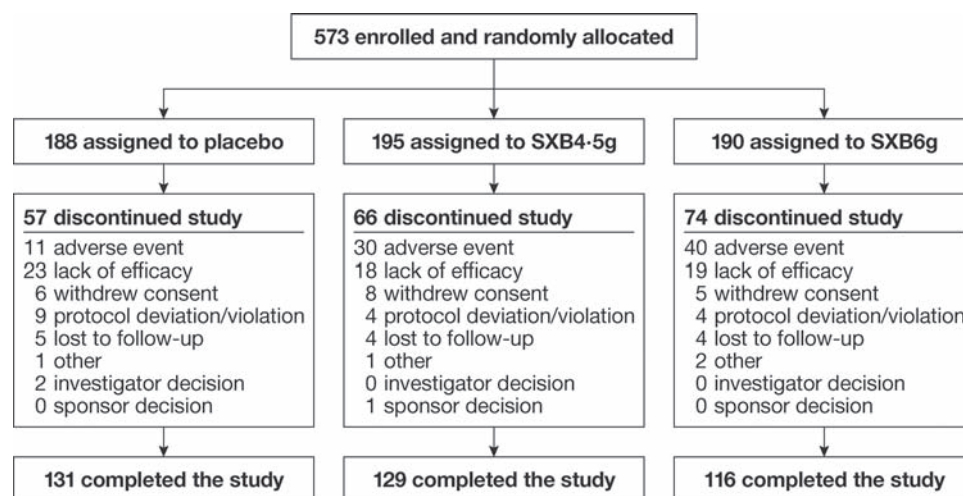 573 enrolled and randomly allocated
188 assigned to placebo
195 assigned to SXB4·5g
190 assigned to SXB6g
57 discontinued study
11 adverse event
23 lack of efficacy
6 withdrew consent
9 protocol deviation/violation
5 lost to follow-up
1 other
2 investigator decision
0 sponsor decision
66 discontinued study
30 adverse event
18 lack of efficacy
8 withdrew consent
4 protocol deviation/violation
4 lost to follow-up
1 other
0 investigator decision
1 sponsor decision
74 discontinued study
40 adverse event
19 lack of efficacy
5 withdrew consent
4 protocol deviation/violation
4 lost to follow-up
2 other
0 investigator decision
0 sponsor decision
131 completed the study
129 completed the study
116 completed the study